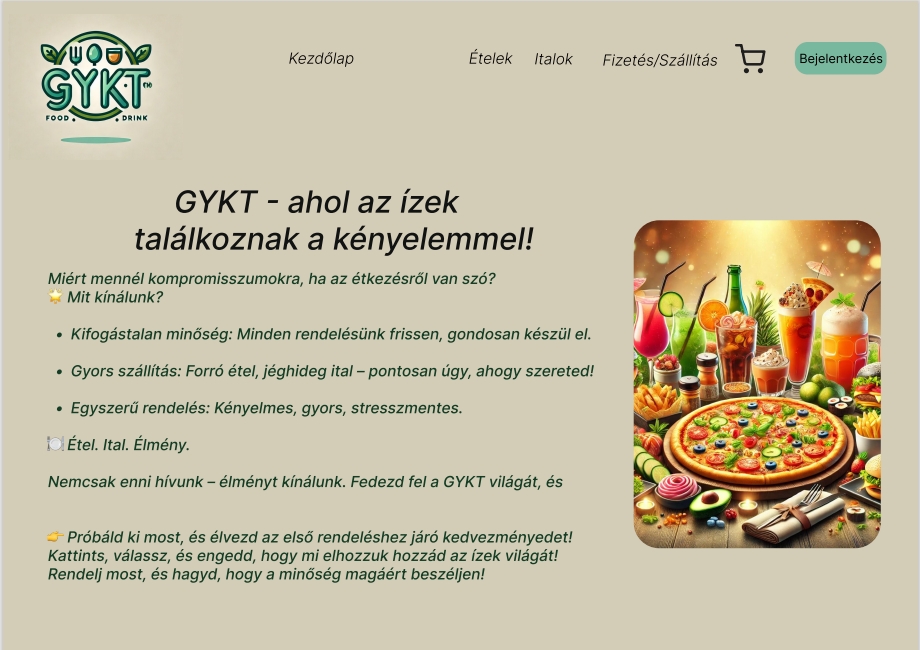 GYKT
FOOD DRINK
Kezdőlap
Ételek
Italok
Fizetés/Szállítás
Bejelentkezés
GYKT - ahol az ízek
találkoznak a kényelemmel!
Miért mennél kompromisszumokra, ha az étkezésről van szó?
🌟 Mit kínálunk?
• Kifogástalan minőség: Minden rendelésünk frissen, gondosan készül el.
• Gyors szállítás: Forró étel, jéghideg ital – pontosan úgy, ahogy szereted!
• Egyszerű rendelés: Kényelmes, gyors, stresszmentes.
🍽️ Étel. Ital. Élmény.
Nemcsak enni hívunk – élményt kínálunk. Fedezd fel a GYKT világát, és
👉 Próbáld ki most, és élvezd az első rendeléshez járó kedvezményedet!
Kattints, válassz, és engedd, hogy mi elhozzuk hozzád az ízek világát!
Rendelj most, és hagyd, hogy a minőség magáért beszéljen!